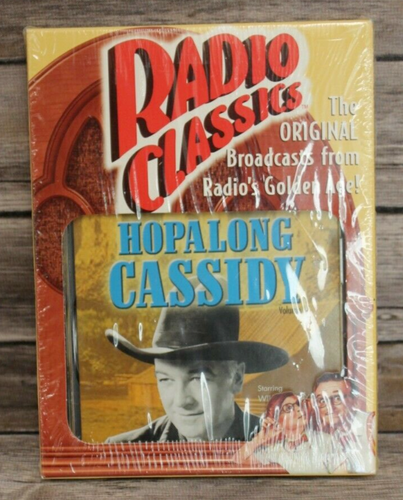 RADIO
CLASSICS
The
ORIGINAL
Broadcasts from
Radio's Golden Age!
HOPALONG
CASSIDY
Starring